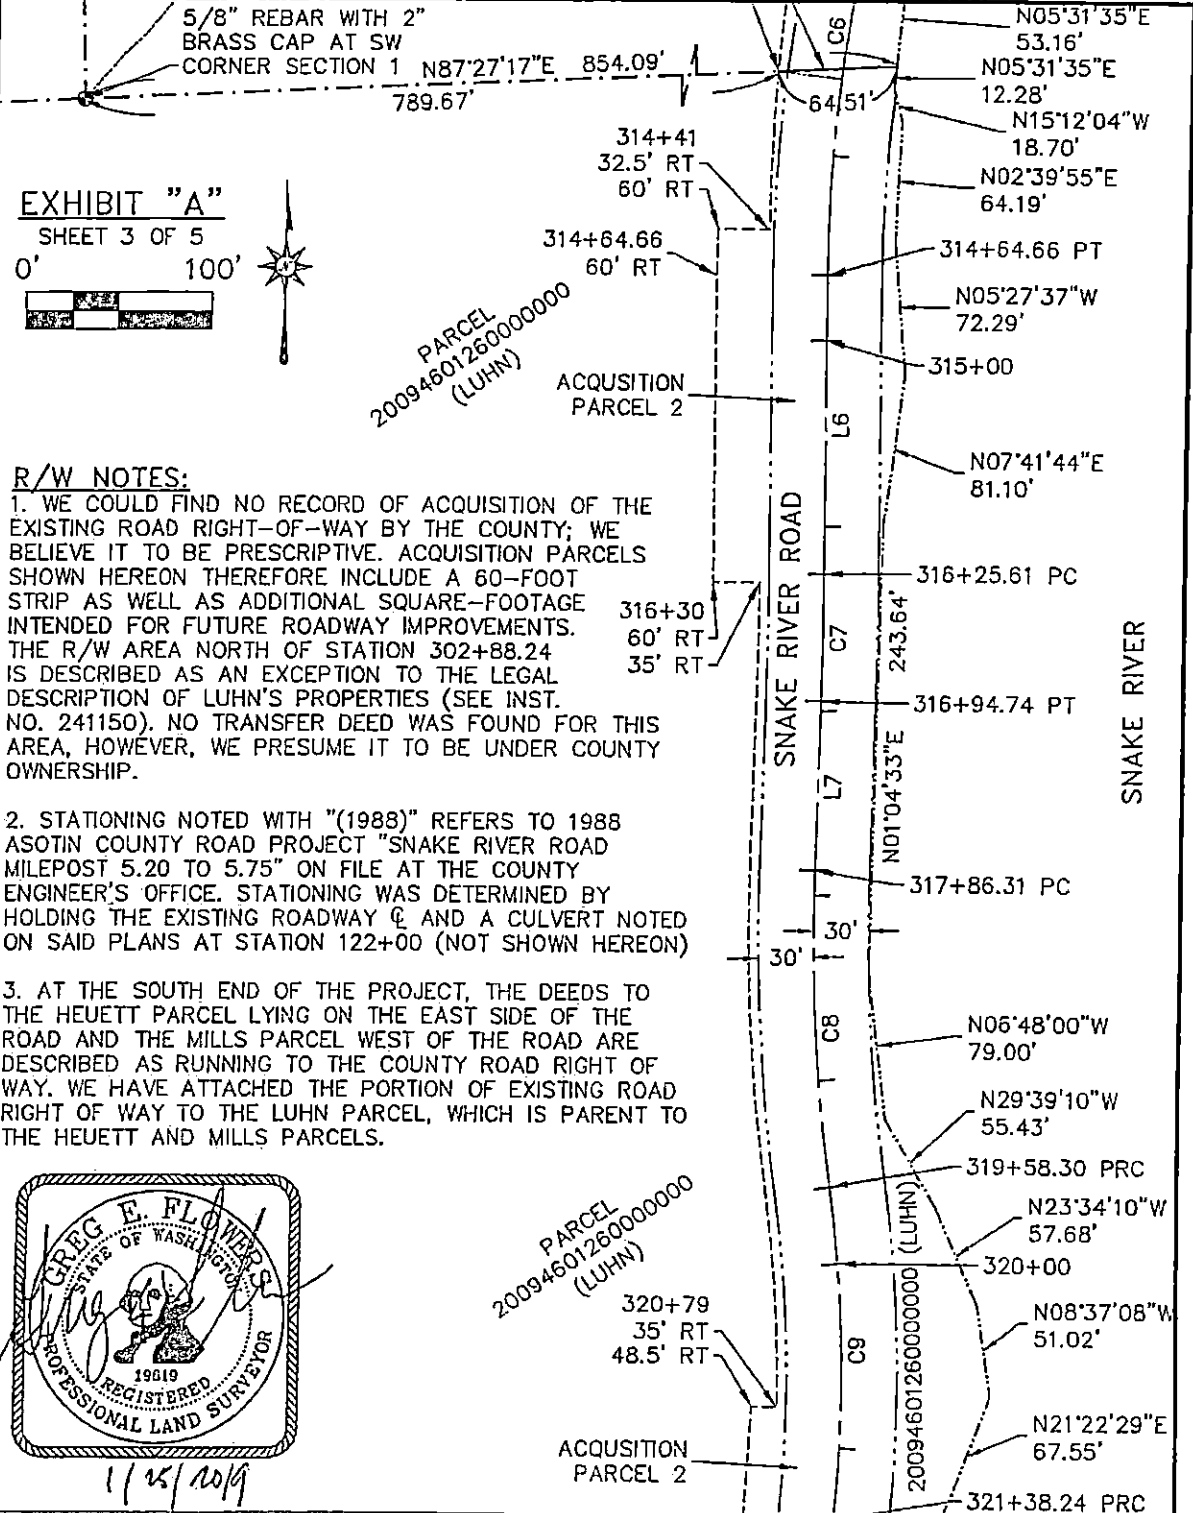 5/8" REBAR WITH 2"
BRASS CAP AT SW
CORNER SECTION 1
N87°27'17"E 854.09'
789.67'
C6
64.51'
N05°31'35"E
53.16'
N05°31'35"E
12.28'
N15°12'04"W
18.70'
N02°39'55"E
64.19'
314+41
32.5' RT
60' RT
314+64.66
60' RT
314+64.66 PT
N05°27'37"W
72.29'
315+00
EXHIBIT "A"
SHEET 3 OF 5
0' 100'
PARCEL
20094601260000000
(LUHN)
ACQUSITION
PARCEL 2
L6
N07°41'44"E
81.10'
R/W NOTES:
1. WE COULD FIND NO RECORD OF ACQUISITION OF THE
EXISTING ROAD RIGHT-OF-WAY BY THE COUNTY; WE
BELIEVE IT TO BE PRESCRIPTIVE. ACQUISITION PARCELS
SHOWN HEREON THEREFORE INCLUDE A 60-FOOT
STRIP AS WELL AS ADDITIONAL SQUARE-FOOTAGE
INTENDED FOR FUTURE ROADWAY IMPROVEMENTS.
THE R/W AREA NORTH OF STATION 302+88.24
IS DESCRIBED AS AN EXCEPTION TO THE LEGAL
DESCRIPTION OF LUHN'S PROPERTIES (SEE INST.
NO. 241150). NO TRANSFER DEED WAS FOUND FOR THIS
AREA, HOWEVER, WE PRESUME IT TO BE UNDER COUNTY
OWNERSHIP.
2. STATIONING NOTED WITH "(1988)" REFERS TO 1988
ASOTIN COUNTY ROAD PROJECT "SNAKE RIVER ROAD
MILEPOST 5.20 TO 5.75" ON FILE AT THE COUNTY
ENGINEER'S OFFICE. STATIONING WAS DETERMINED BY
HOLDING THE EXISTING ROADWAY ℄ AND A CULVERT NOTED
ON SAID PLANS AT STATION 122+00 (NOT SHOWN HEREON)
3. AT THE SOUTH END OF THE PROJECT, THE DEEDS TO
THE HEUETT PARCEL LYING ON THE EAST SIDE OF THE
ROAD AND THE MILLS PARCEL WEST OF THE ROAD ARE
DESCRIBED AS RUNNING TO THE COUNTY ROAD RIGHT OF
WAY. WE HAVE ATTACHED THE PORTION OF EXISTING ROAD
RIGHT OF WAY TO THE LUHN PARCEL, WHICH IS PARENT TO
THE HEUETT AND MILLS PARCELS.
316+30
60' RT
35' RT
SNAKE RIVER ROAD
316+25.61 PC
C7
243.64'
N01°04'33"E
316+94.74 PT
L7
SNAKE RIVER
317+86.31 PC
30'
30'
C8
N06°48'00"W
79.00'
N29°39'10"W
55.43'
319+58.30 PRC
N23°34'10"W
57.68'
320+00
N08°37'08"W
51.02'
PARCEL
20094601260000000
(LUHN)
320+79
35' RT
48.5' RT
C9
20094601260000000 (LUHN)
N21°22'29"E
67.55'
ACQUSITION
PARCEL 2
321+38.24 PRC
GREG E. FLOWERS
STATE OF WASHINGTON
19619
REGISTERED
PROFESSIONAL LAND SURVEYOR
1/25/2019